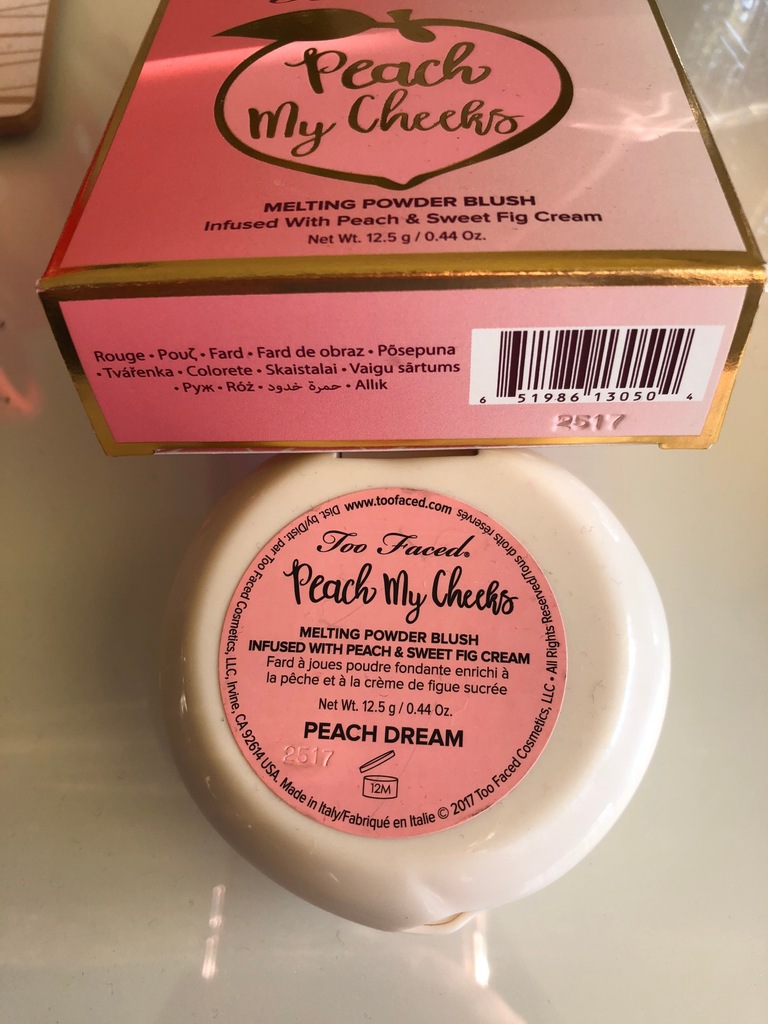 Peach
My Cheeks
MELTING POWDER BLUSH
Infused With Peach & Sweet Fig Cream
Net Wt. 12.5 g / 0.44 Oz.
Rouge • Ρουζ • Fard • Fard de obraz • Põsepuna
• Tvářenka • Colorete • Skaistalai • Vaigu sārtums
• Руж • Róż • حمرة خدود • Allık
6 51986 13050 4
2517
www.toofaced.com
Dist. by/Distr. par Too Faced Cosmetics, LLC, Irvine, CA 92614 USA. Made in Italy/Fabriqué en Italie © 2017 Too Faced Cosmetics, LLC • All Rights Reserved/Tous droits réservés
Too Faced®
Peach My Cheeks
MELTING POWDER BLUSH
INFUSED WITH PEACH & SWEET FIG CREAM
Fard à joues poudre fondante enrichi à
la pêche et à la crème de figue sucrée
Net Wt. 12.5 g / 0.44 Oz.
PEACH DREAM
2517
12M